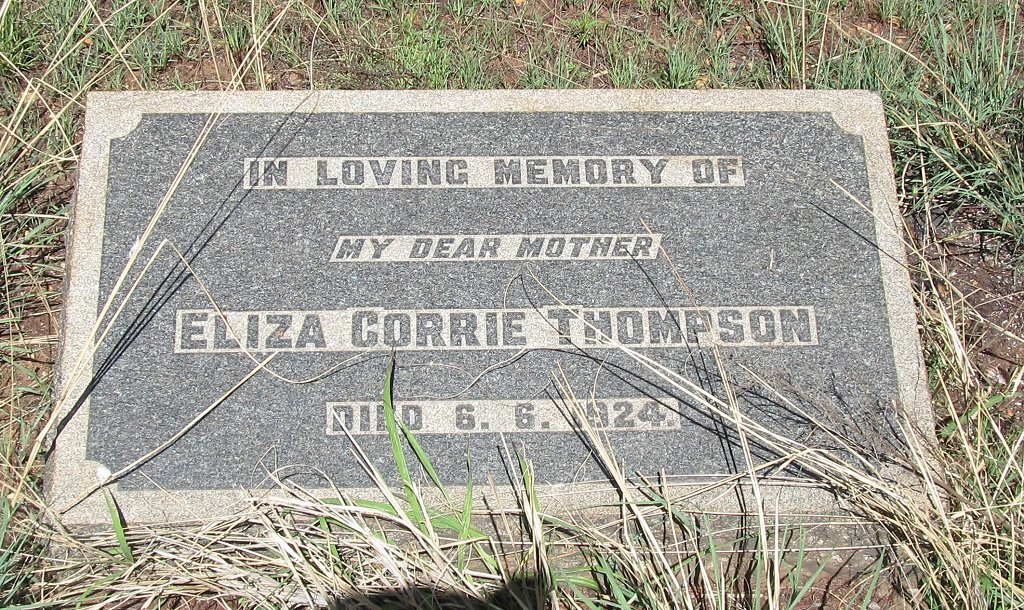 IN LOVING MEMORY OF
MY DEAR MOTHER
ELIZA CORRIE THOMPSON
DIED 6. 6. 1924.